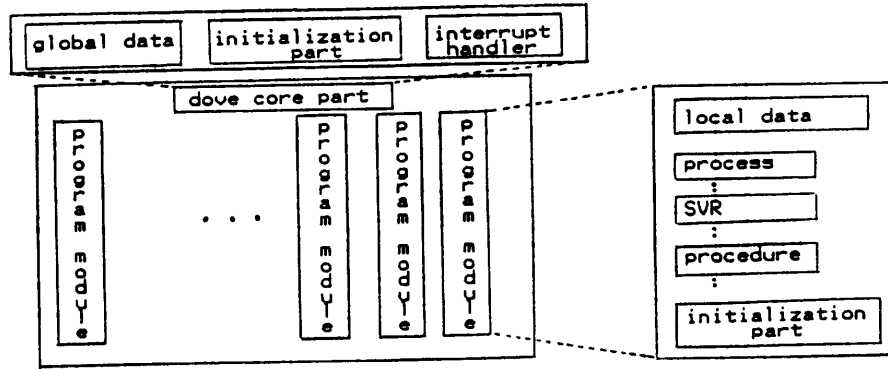 global data
initialization
part
interrupt
handler
dove core part
program module
program module
program module
program module
. . .
local data
process
:
SVR
:
procedure
:
initialization
part